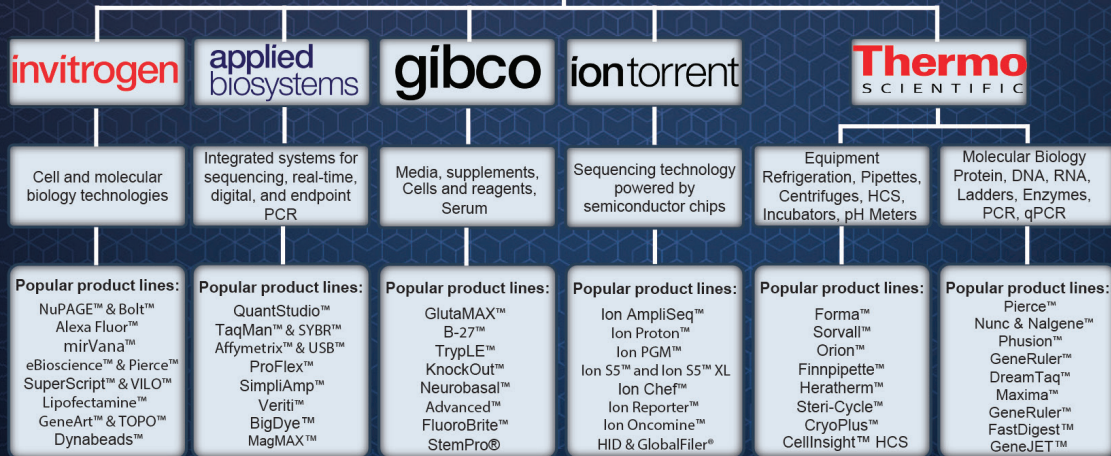 invitrogen
applied
biosystems
gibco
iontorrent
Thermo
SCIENTIFIC
Cell and molecular
biology technologies
Integrated systems for
sequencing, real-time,
digital, and endpoint
PCR
Media, supplements,
Cells and reagents,
Serum
Sequencing technology
powered by
semiconductor chips
Equipment
Refrigeration, Pipettes,
Centrifuges, HCS,
Incubators, pH Meters
Molecular Biology
Protein, DNA, RNA,
Ladders, Enzymes,
PCR, qPCR
Popular product lines:
NuPAGE™ & Bolt™
Alexa Fluor™
mirVana™
eBioscience™ & Pierce™
SuperScript™ & VILO™
Lipofectamine™
GeneArt™ & TOPO™
Dynabeads™
Popular product lines:
QuantStudio™
TaqMan™ & SYBR™
Affymetrix™ & USB™
ProFlex™
SimpliAmp™
Veriti™
BigDye™
MagMAX™
Popular product lines:
GlutaMAX™
B-27™
TrypLE™
KnockOut™
Neurobasal™
Advanced™
FluoroBrite™
StemPro®
Popular product lines:
Ion AmpliSeq™
Ion Proton™
Ion PGM™
Ion S5™ and Ion S5™ XL
Ion Chef™
Ion Reporter™
Ion Oncomine™
HID & GlobalFiler®
Popular product lines:
Forma™
Sorvall™
Orion™
Finnpipette™
Heratherm™
Steri-Cycle™
CryoPlus™
CellInsight™ HCS
Popular product lines:
Pierce™
Nunc & Nalgene™
Phusion™
GeneRuler™
DreamTaq™
Maxima™
GeneRuler™
FastDigest™
GeneJET™